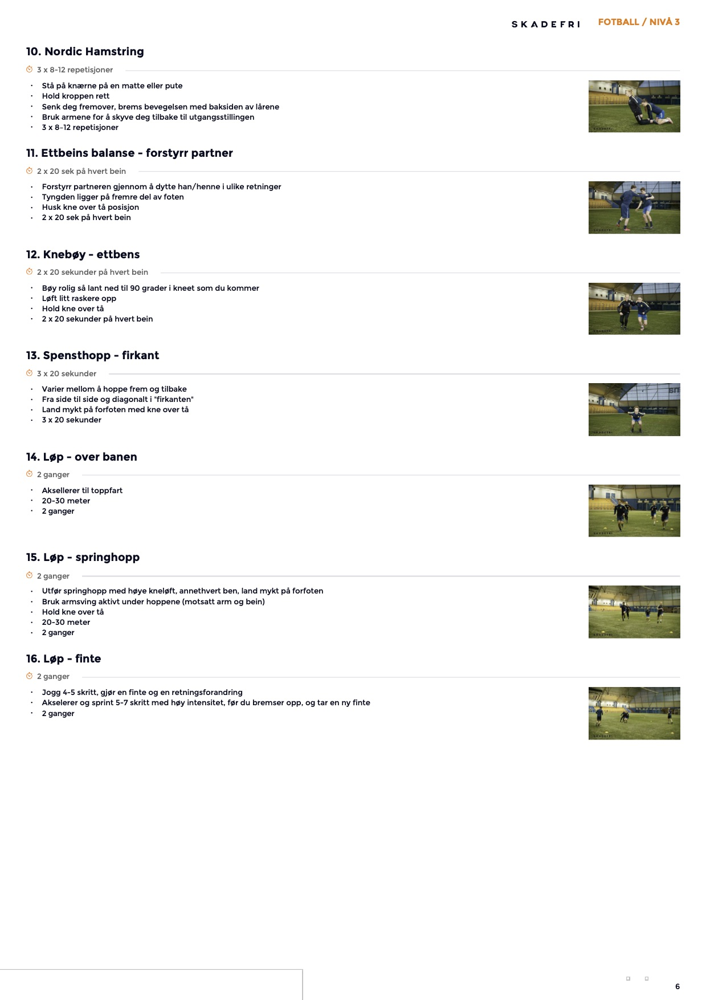 SKADEFRI FOTBALL / NIVÅ 3
10. Nordic Hamstring
3 x 8-12 repetisjoner
· Stå på knærne på en matte eller pute
· Hold kroppen rett
· Senk deg fremover, brems bevegelsen med baksiden av lårene
· Bruk armene for å skyve deg tilbake til utgangsstillingen
· 3 x 8–12 repetisjoner
SKADEFRI
11. Ettbeins balanse - forstyrr partner
2 x 20 sek på hvert bein
· Forstyrr partneren gjennom å dytte han/henne i ulike retninger
· Tyngden ligger på fremre del av foten
· Husk kne over tå posisjon
· 2 x 20 sek på hvert bein
SKADEFRI
12. Knebøy - ettbens
2 x 20 sekunder på hvert bein
· Bøy rolig så lant ned til 90 grader i kneet som du kommer
· Løft litt raskere opp
· Hold kne over tå
· 2 x 20 sekunder på hvert bein
SKADEFRI
13. Spensthopp - firkant
3 x 20 sekunder
· Varier mellom å hoppe frem og tilbake
· Fra side til side og diagonalt i "firkanten"
· Land mykt på forfoten med kne over tå
· 3 x 20 sekunder
SKADEFRI
14. Løp - over banen
2 ganger
· Aksellerer til toppfart
· 20-30 meter
· 2 ganger
SKADEFRI
15. Løp - springhopp
2 ganger
· Utfør springhopp med høye kneløft, annethvert ben, land mykt på forfoten
· Bruk armsving aktivt under hoppene (motsatt arm og bein)
· Hold kne over tå
· 20-30 meter
· 2 ganger
SKADEFRI
16. Løp - finte
2 ganger
· Jogg 4-5 skritt, gjør en finte og en retningsforandring
· Akselerer og sprint 5-7 skritt med høy intensitet, før du bremser opp, og tar en ny finte
· 2 ganger
SKADEFRI
6